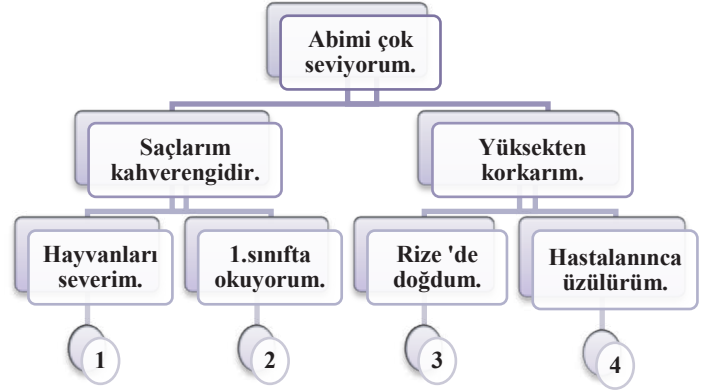 Abimi çok
seviyorum.
Saçlarım
kahverengidir.
Yüksekten
korkarım.
Hayvanları
severim.
1.sınıfta
okuyorum.
Rize 'de
doğdum.
Hastalanınca
üzülürüm.
1
2
3
4